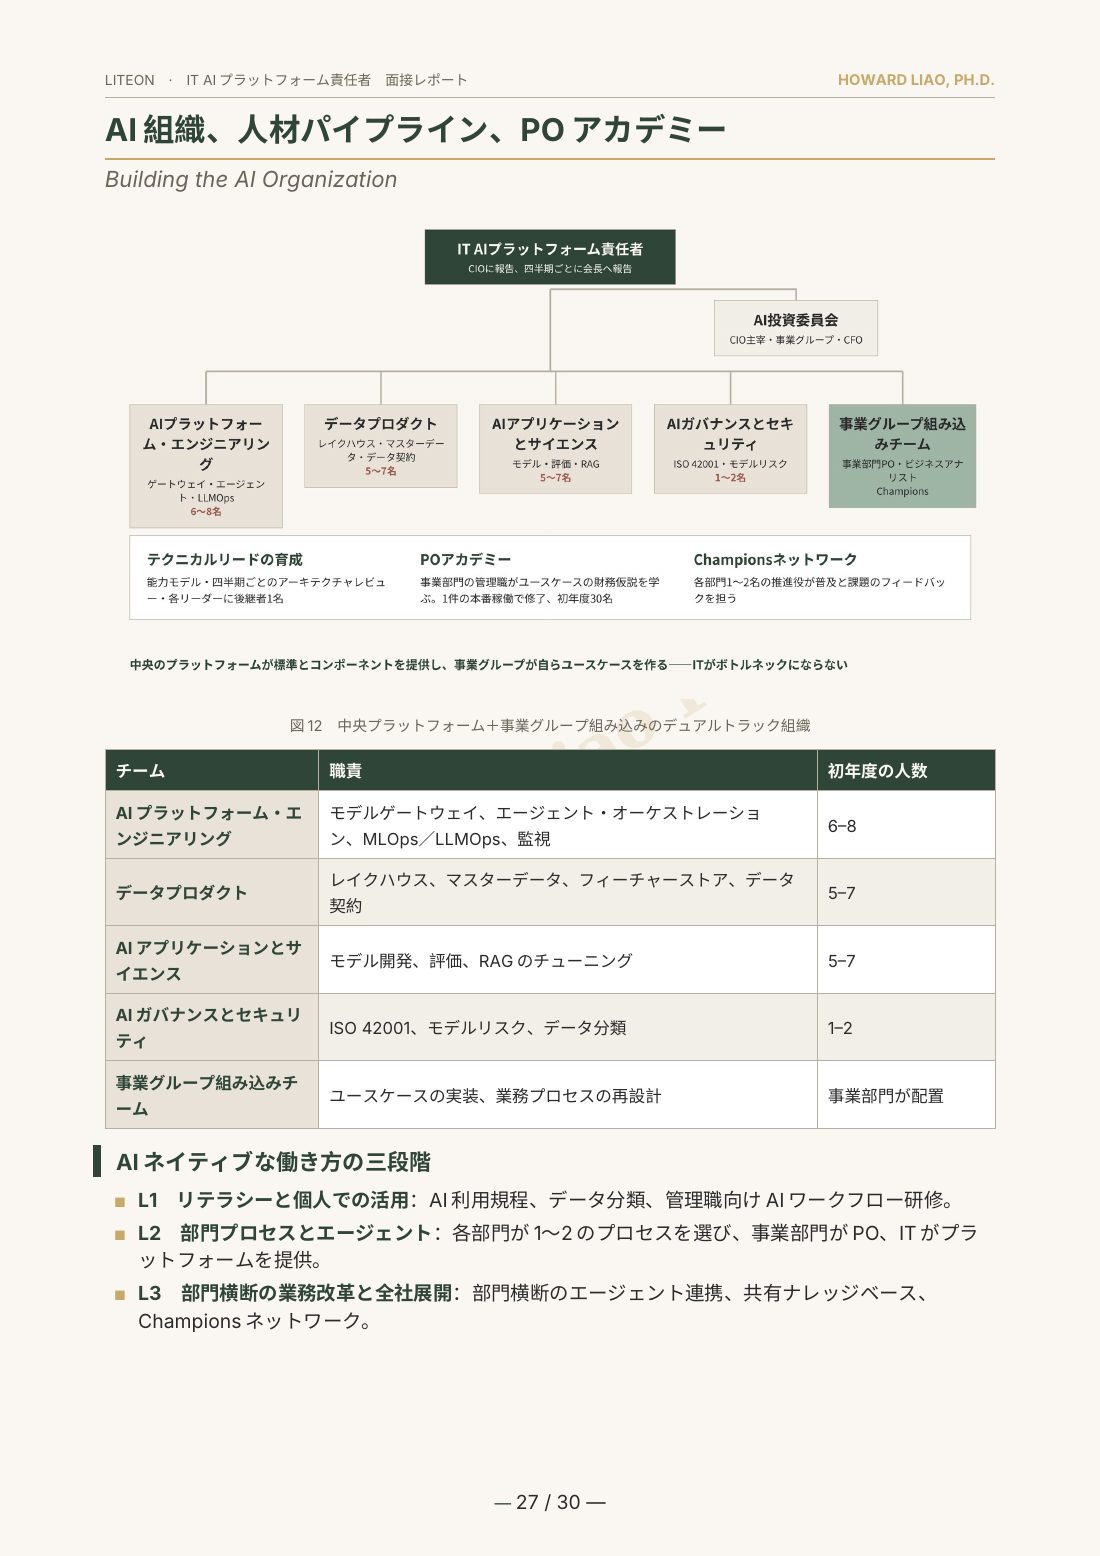 LITEON ・ IT AI プラットフォーム責任者 面接レポート
HOWARD LIAO, PH.D.
AI 組織、人材パイプライン、PO アカデミー
Building the AI Organization
IT AIプラットフォーム責任者
CIOに報告、四半期ごとに会長へ報告
AI投資委員会
CIO主宰・事業グループ・CFO
AIプラットフォー
ム・エンジニアリン
グ
ゲートウェイ・エージェン
ト・LLMOps
6〜8名
データプロダクト
レイクハウス・マスターデー
タ・データ契約
5〜7名
AIアプリケーション
とサイエンス
モデル・評価・RAG
5〜7名
AIガバナンスとセキ
ュリティ
ISO 42001・モデルリスク
1〜2名
事業グループ組み込
みチーム
事業部門PO・ビジネスアナ
リスト
Champions
テクニカルリードの育成
能力モデル・四半期ごとのアーキテクチャレビュ
ー・各リーダーに後継者1名
POアカデミー
事業部門の管理職がユースケースの財務仮説を学
ぶ。1件の本番稼働で修了、初年度30名
Championsネットワーク
各部門1〜2名の推進役が普及と課題のフィードバッ
クを担う
中央のプラットフォームが標準とコンポーネントを提供し、事業グループが自らユースケースを作る——ITがボトルネックにならない
図 12 中央プラットフォーム＋事業グループ組み込みのデュアルトラック組織
チーム
職責
初年度の人数
AI プラットフォーム・エ
ンジニアリング
モデルゲートウェイ、エージェント・オーケストレーショ
ン、MLOps／LLMOps、監視
6–8
データプロダクト
レイクハウス、マスターデータ、フィーチャーストア、データ
契約
5–7
AI アプリケーションとサ
イエンス
モデル開発、評価、RAG のチューニング
5–7
AI ガバナンスとセキュリ
ティ
ISO 42001、モデルリスク、データ分類
1–2
事業グループ組み込みチ
ーム
ユースケースの実装、業務プロセスの再設計
事業部門が配置
AI ネイティブな働き方の三段階
■ L1 リテラシーと個人での活用：AI 利用規程、データ分類、管理職向け AI ワークフロー研修。
■ L2 部門プロセスとエージェント：各部門が 1〜2 のプロセスを選び、事業部門が PO、IT がプラ
ットフォームを提供。
■ L3 部門横断の業務改革と全社展開：部門横断のエージェント連携、共有ナレッジベース、
Champions ネットワーク。
— 27 / 30 —